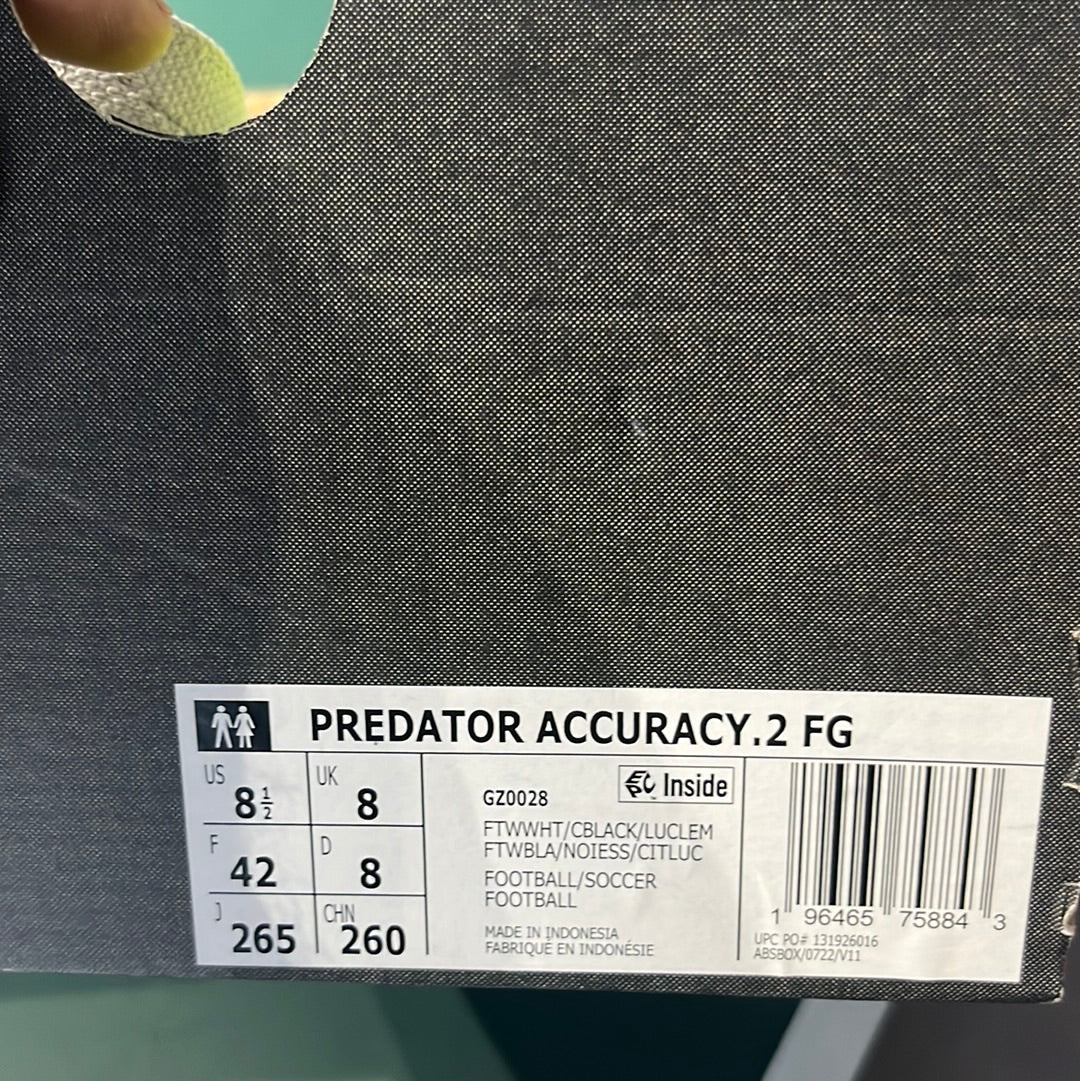 PREDATOR ACCURACY.2 FG
US 8½ UK 8
F 42 D 8
J 265 CHN 260
GZ0028
Inside
FTWWHT/CBLACK/LUCLEM
FTWBLA/NOIESS/CITLUC
FOOTBALL/SOCCER
FOOTBALL
MADE IN INDONESIA
FABRIQUÉ EN INDONÉSIE
1 96465 75884 3
UPC PO# 131926016
ABSBOX/0722/V11